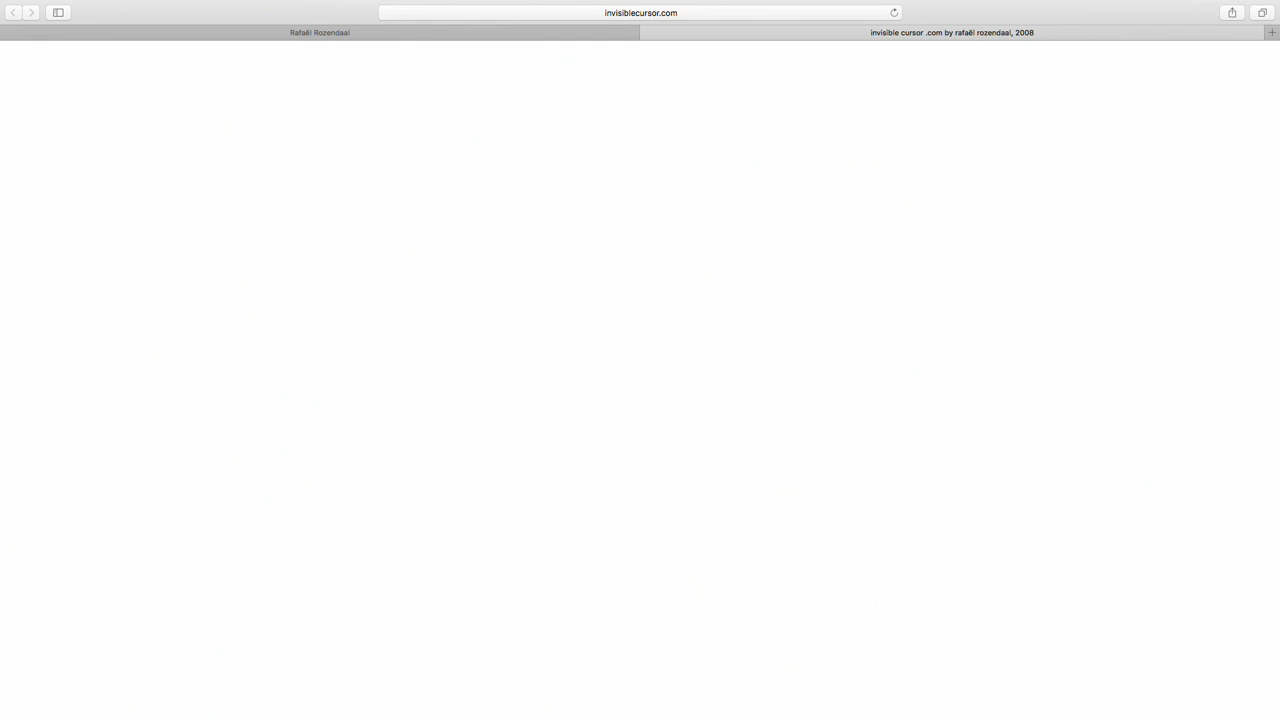 invisiblecursor.com
Rafaël Rozendaal
invisible cursor .com by rafaël rozendaal, 2008